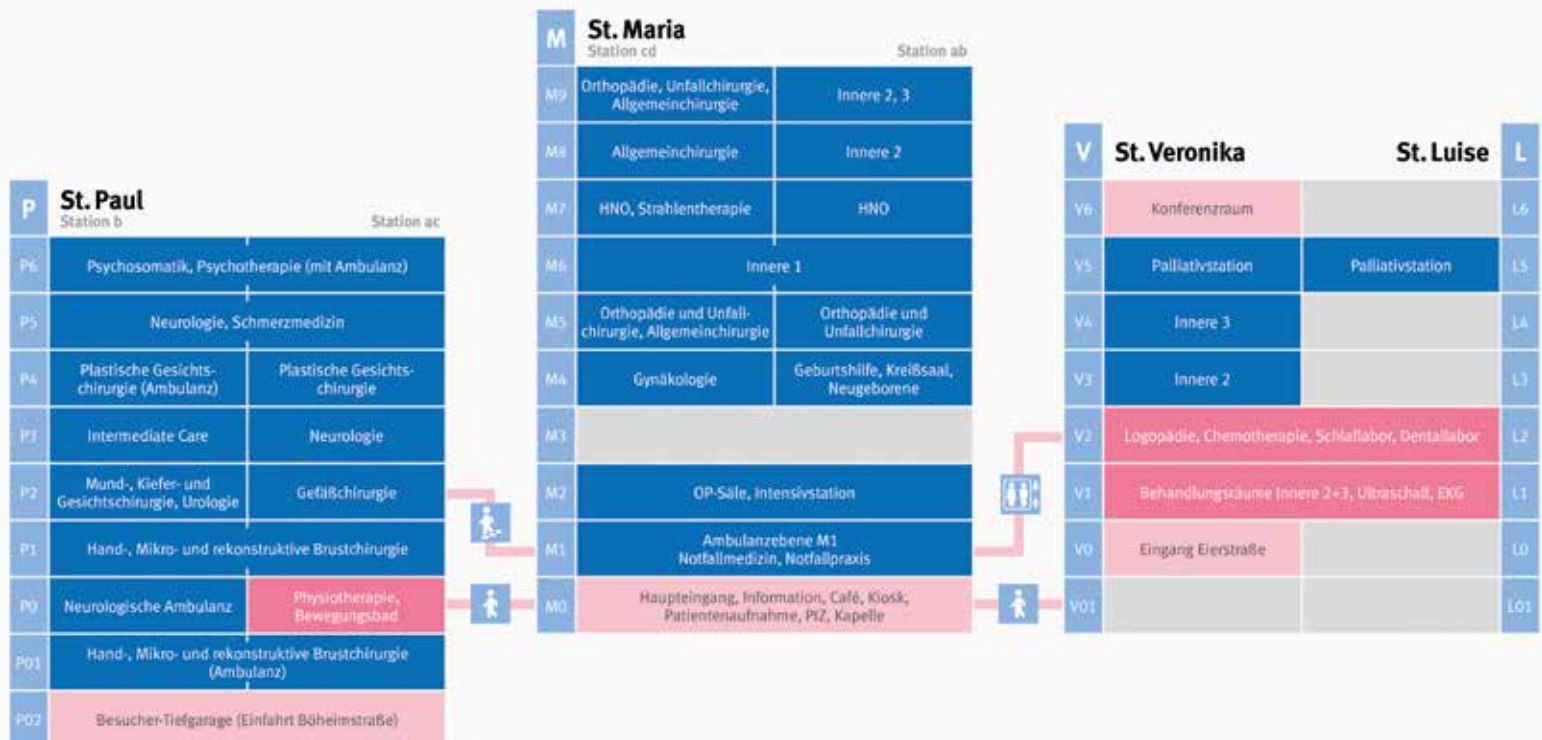 P
St. Paul
Station b
Station ac
P6
Psychosomatik, Psychotherapie (mit Ambulanz)
P5
Neurologie, Schmerzmedizin
P4
Plastische Gesichts-
chirurgie (Ambulanz)
Plastische Gesichts-
chirurgie
P3
Intermediate Care
Neurologie
P2
Mund-, Kiefer- und
Gesichtschirurgie, Urologie
Gefäßchirurgie
P1
Hand-, Mikro- und rekonstruktive Brustchirurgie
P0
Neurologische Ambulanz
Physiotherapie,
Bewegungsbad
P01
Hand-, Mikro- und rekonstruktive Brustchirurgie
(Ambulanz)
P02
Besucher-Tiefgarage (Einfahrt Böheimstraße)
M
St. Maria
Station cd
Station ab
M9
Orthopädie, Unfallchirurgie,
Allgemeinchirurgie
Innere 2, 3
M8
Allgemeinchirurgie
Innere 2
M7
HNO, Strahlentherapie
HNO
M6
Innere 1
M5
Orthopädie und Unfall-
chirurgie, Allgemeinchirurgie
Orthopädie und
Unfallchirurgie
M4
Gynäkologie
Geburtshilfe, Kreißsaal,
Neugeborene
M3
M2
OP-Säle, Intensivstation
M1
Ambulanzebene M1
Notfallmedizin, Notfallpraxis
M0
Haupteingang, Information, Café, Kiosk,
Patientenaufnahme, PIZ, Kapelle
V
St. Veronika
St. Luise
L
V6
Konferenzraum
L6
V5
Palliativstation
Palliativstation
L5
V4
Innere 3
L4
V3
Innere 2
L3
V2
Logopädie, Chemotherapie, Schlaflabor, Dentallabor
L2
V1
Behandlungsräume Innere 2+3, Ultraschall, EKG
L1
V0
Eingang Eierstraße
L0
V01
L01